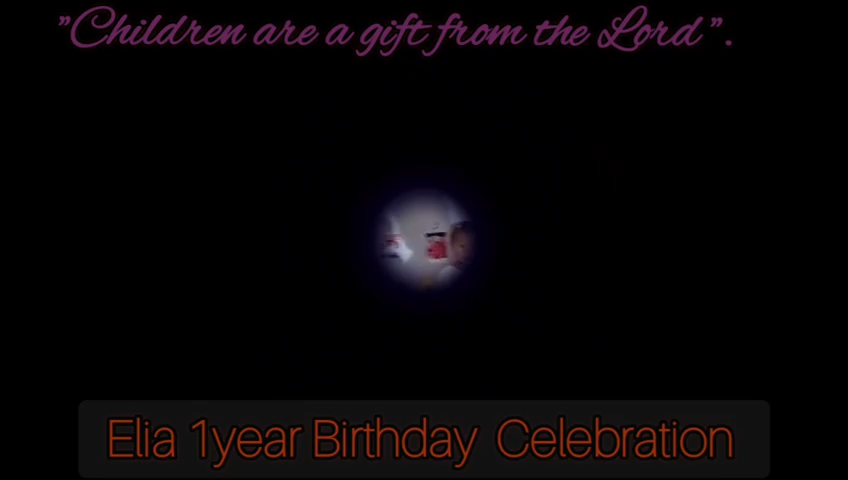 "Children are a gift from the Lord".
Elia 1year Birthday Celebration